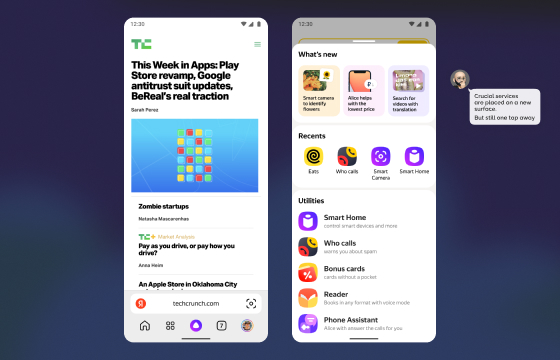 12:30
TC
This Week in Apps: Play
Store revamp, Google
antitrust suit updates,
BeReal's real traction
Sarah Perez
Zombie startups
Natasha Mascarenhas
TC+ Market Analysis
Pay as you drive, or pay how you
drive?
Anna Heim
An Apple Store in Oklahoma City
Я
techcrunch.com
7
12:30
What's new
Smart camera
to identify
flowers
Alice helps
with the
lowest price
Search for
videos with
translation
Recents
Eats
Who calls
Smart
Camera
Smart Home
Utilities
Smart Home
control smart devices and more
Who calls
warns you about spam
Bonus cards
cards without a pocket
Reader
Books in any format with voice mode
Phone Assistant
Alice with answer the calls for you
Crucial services
are placed on a new
surface.
But still one tap away